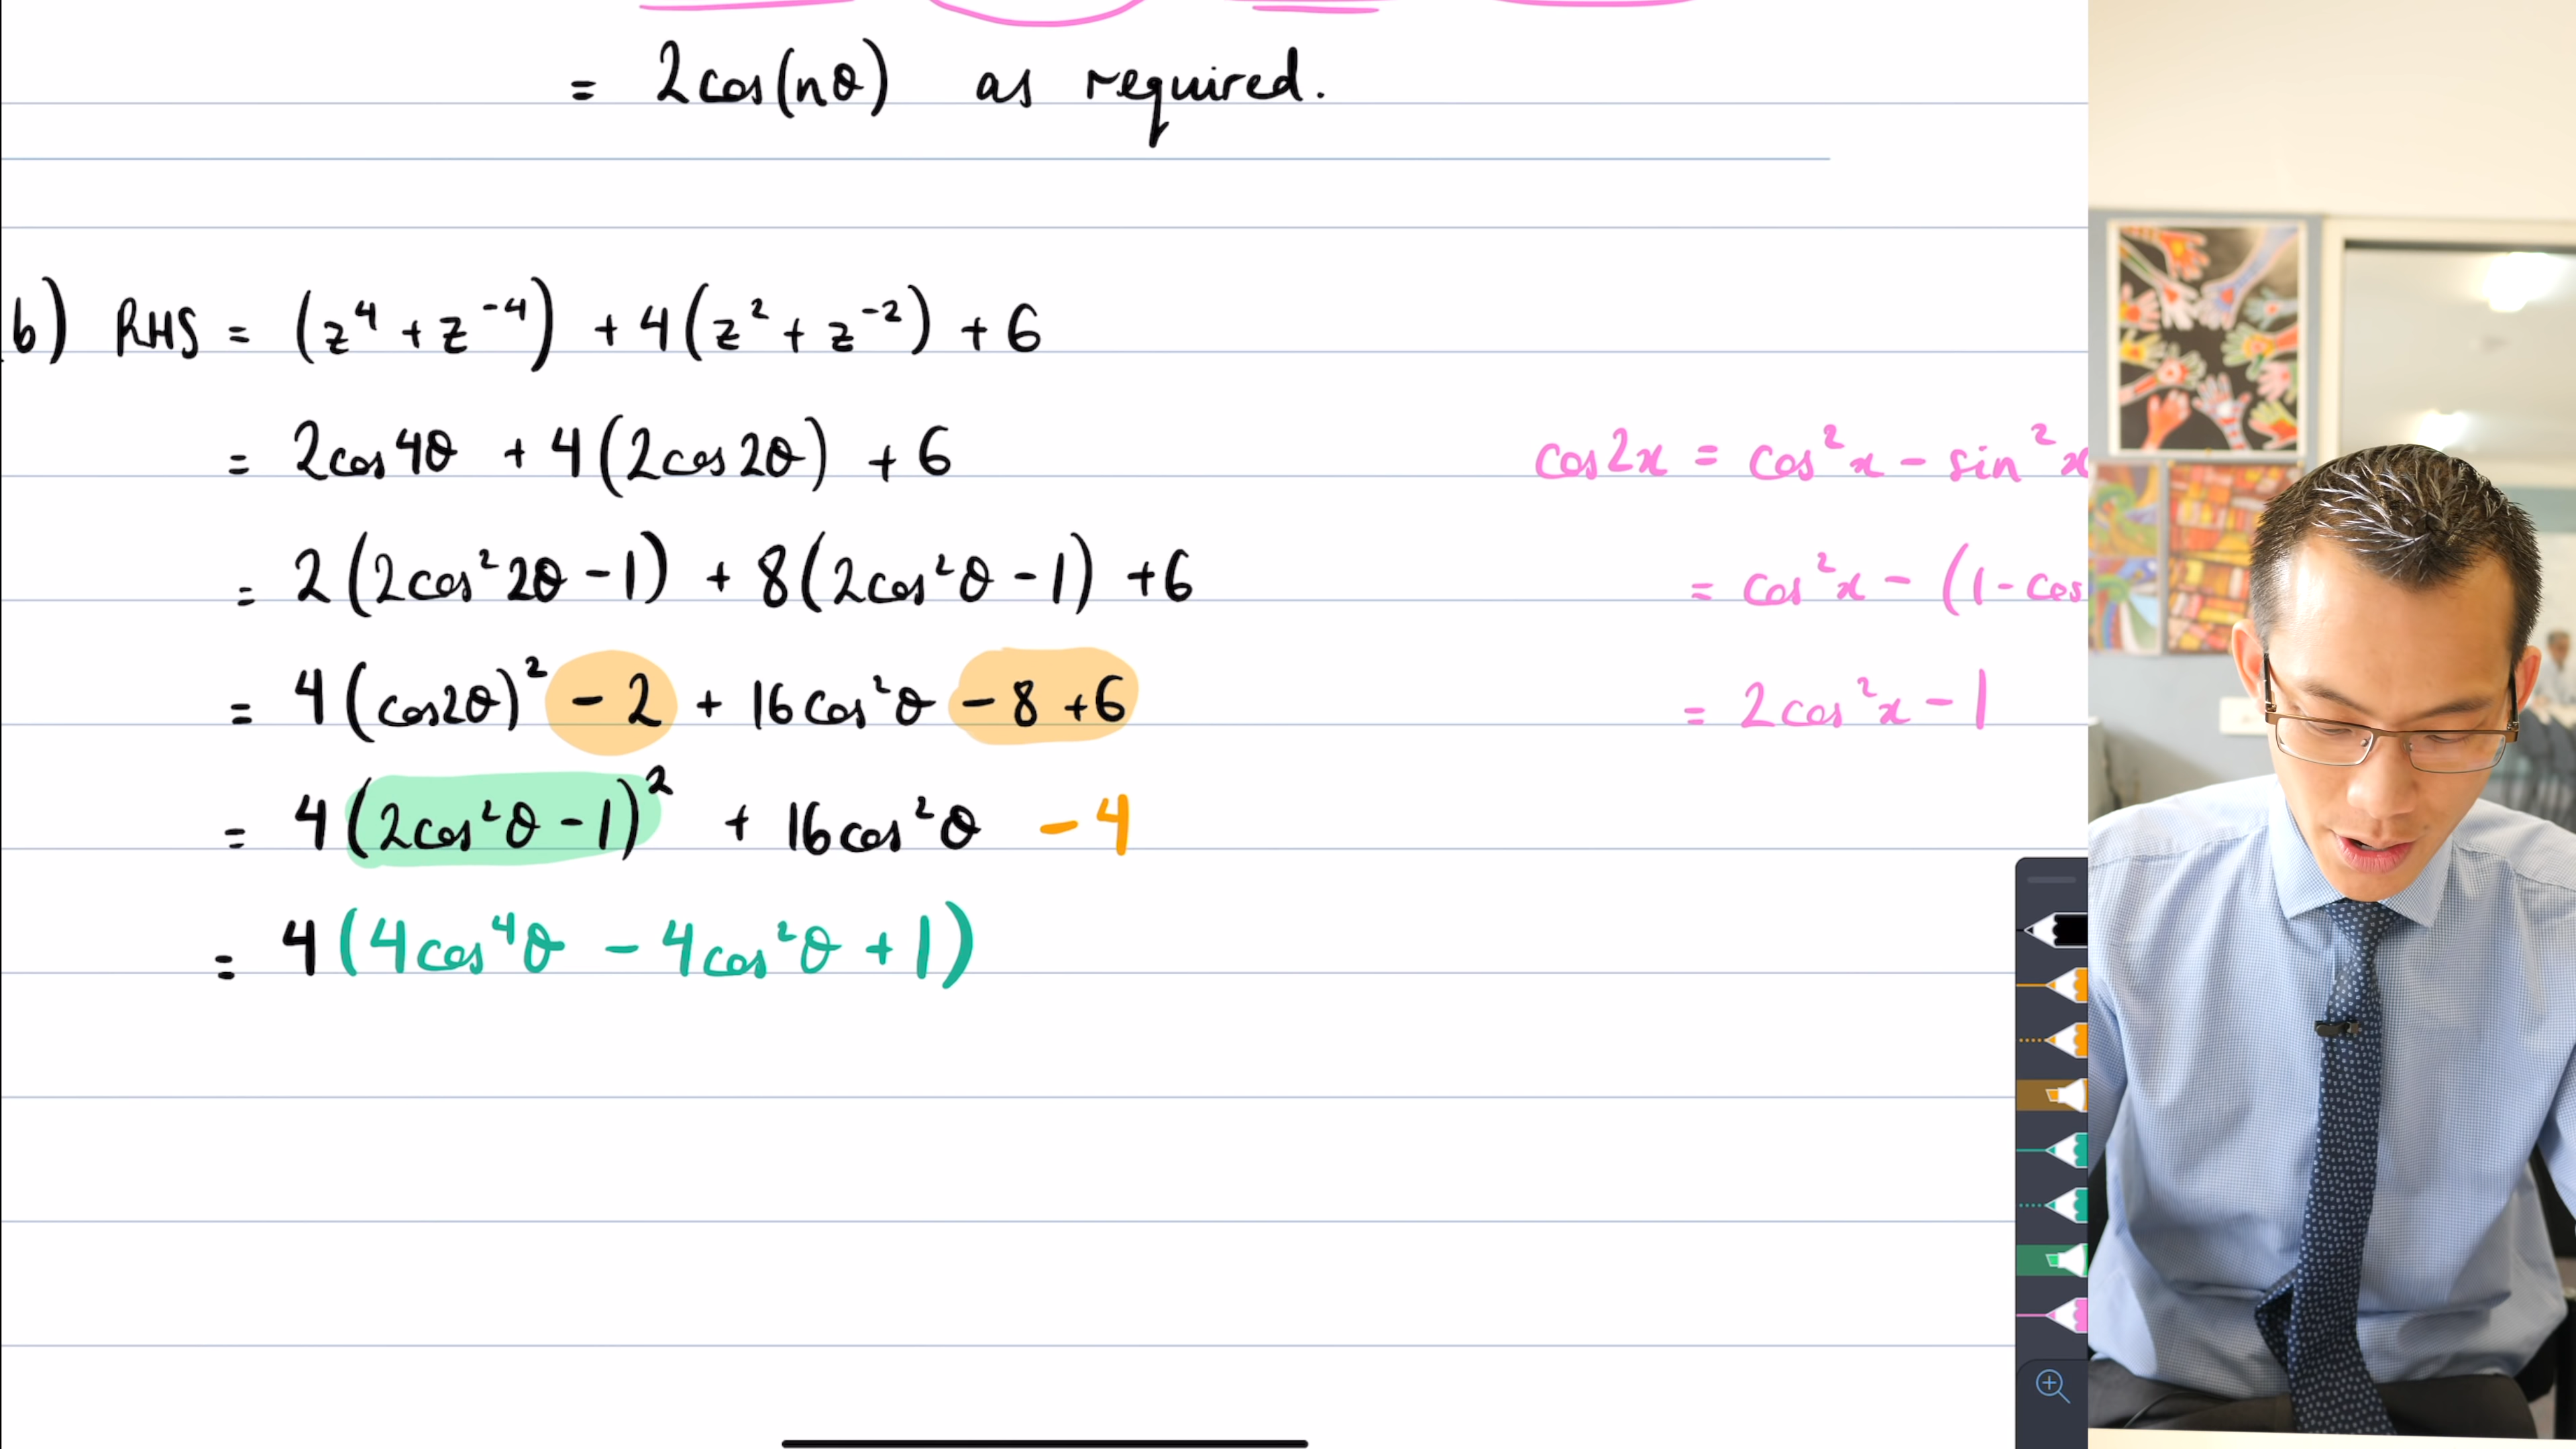 = 2cos(nθ) as required.
b) RHS = (z⁴ + z⁻⁴) + 4(z² + z⁻²) + 6
= 2cos4θ + 4(2cos2θ) + 6
= 2(2cos²2θ - 1) + 8(2cos²θ - 1) + 6
= 4(cos2θ)² - 2 + 16cos²θ - 8 + 6
= 4(2cos²θ - 1)² + 16cos²θ - 4
= 4(4cos⁴θ - 4cos²θ + 1)
cos2x = cos²x - sin²x
= cos²x - (1 - cos
= 2cos²x - 1